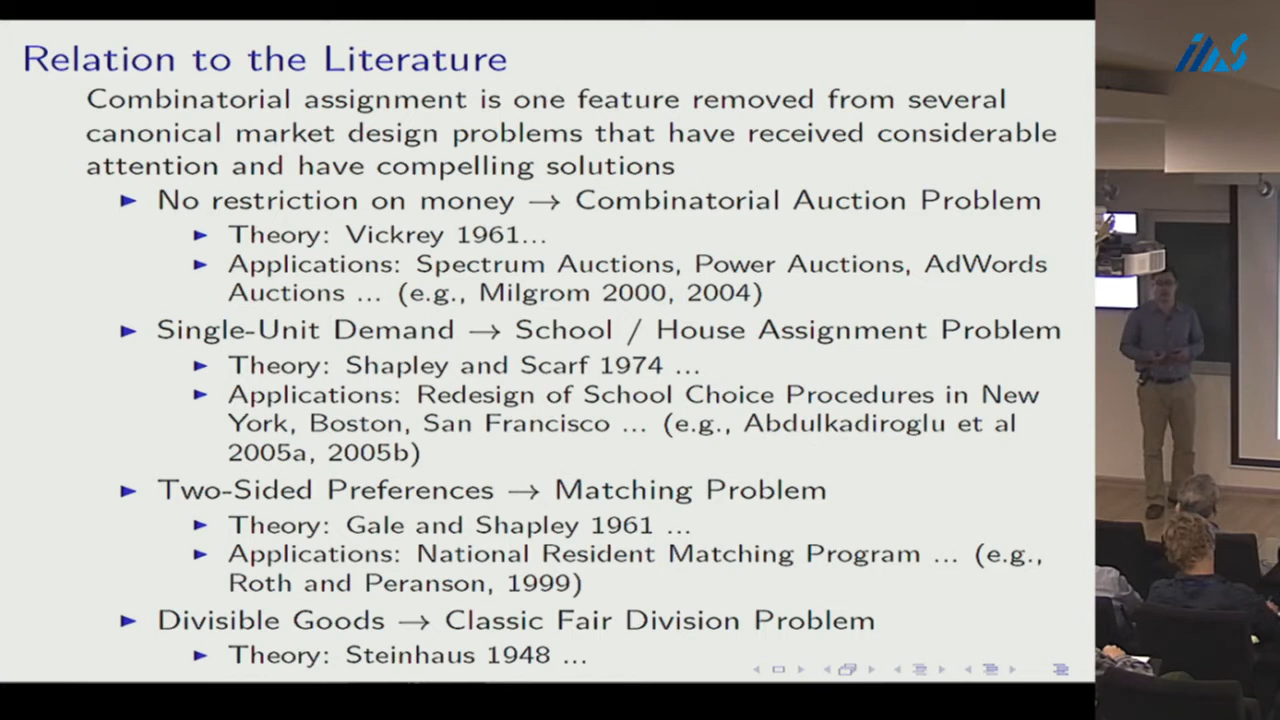 Relation to the Literature
Combinatorial assignment is one feature removed from several
canonical market design problems that have received considerable
attention and have compelling solutions
No restriction on money → Combinatorial Auction Problem
Theory: Vickrey 1961...
Applications: Spectrum Auctions, Power Auctions, AdWords
Auctions ... (e.g., Milgrom 2000, 2004)
Single-Unit Demand → School / House Assignment Problem
Theory: Shapley and Scarf 1974 ...
Applications: Redesign of School Choice Procedures in New
York, Boston, San Francisco ... (e.g., Abdulkadiroglu et al
2005a, 2005b)
Two-Sided Preferences → Matching Problem
Theory: Gale and Shapley 1961 ...
Applications: National Resident Matching Program ... (e.g.,
Roth and Peranson, 1999)
Divisible Goods → Classic Fair Division Problem
Theory: Steinhaus 1948 ...
IIAS